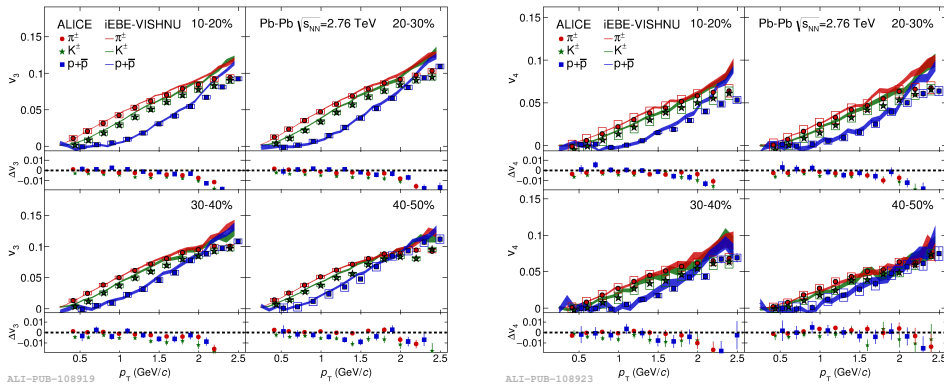 ALICE iEBE-VISHNU 10-20%
Pb-Pb √sNN=2.76 TeV 20-30%
π± π±
K± K±
p+p̅ p+p̅
0.15
0.1
0.05
0
v3
0.01
0
−0.01
Δv3
30-40%
40-50%
0.15
0.1
0.05
0
v3
0.01
0
−0.01
Δv3
0.5 1 1.5 2 2.5
0.5 1 1.5 2 2.5
pT (GeV/c)
pT (GeV/c)
ALI-PUB-108919
ALICE iEBE-VISHNU 10-20%
Pb-Pb √sNN=2.76 TeV 20-30%
π± π±
K± K±
p+p̅ p+p̅
0.15
0.1
0.05
0
v4
0.01
0
−0.01
Δv4
30-40%
40-50%
0.15
0.1
0.05
0
v4
0.01
0
−0.01
Δv4
0.5 1 1.5 2 2.5
0.5 1 1.5 2 2.5
pT (GeV/c)
pT (GeV/c)
ALI-PUB-108923